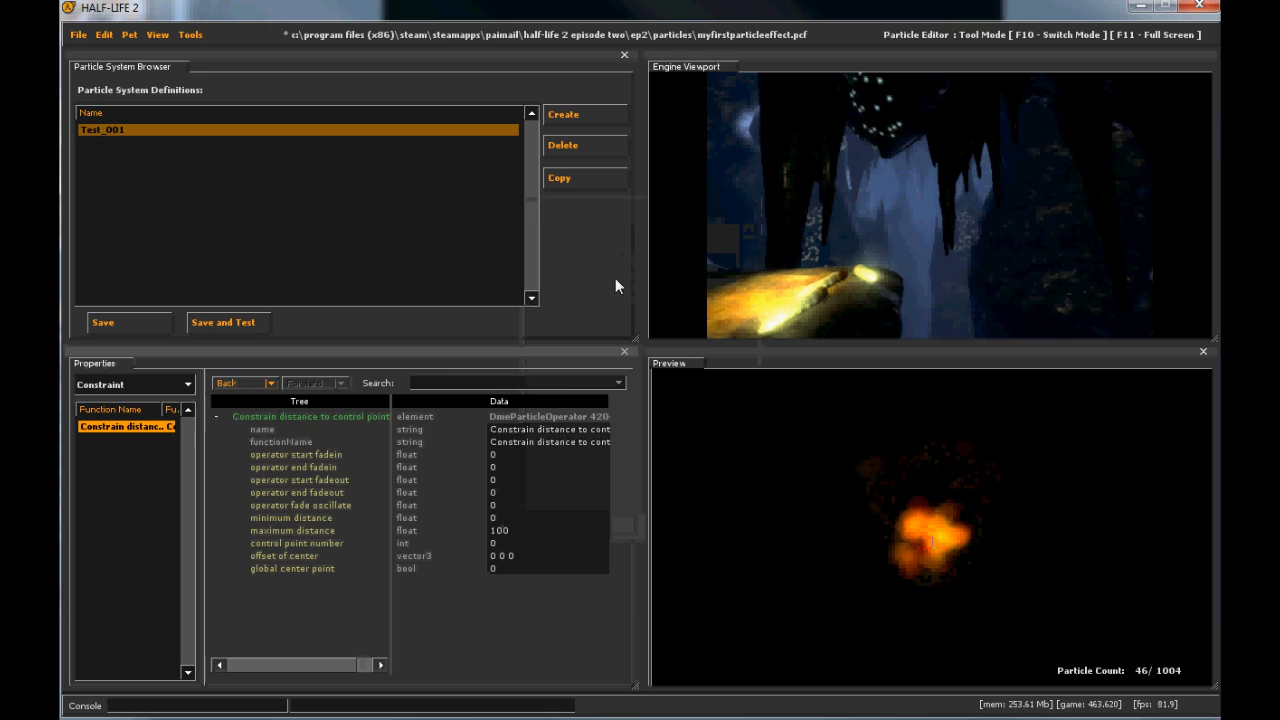 HALF-LIFE 2
File Edit Pet View Tools * c:\program files (x86)\steam\steamapps\paimail\half-life 2 episode two\ep2\particles\myfirstparticleeffect.pcf Particle Editor : Tool Mode [ F10 - Switch Mode ] [ F11 - Full Screen ]
Particle System Browser
Particle System Definitions:
Name
Test_001
Create
Delete
Copy
Save Save and Test
Engine Viewport
Properties
Constraint
Function Name Fu.
Constrain distanc.. Co
Back Forward Search:
Tree Data
- Constrain distance to control point element DmeParticleOperator 420
name string Constrain distance to cont
functionName string Constrain distance to cont
operator start fadein float 0
operator end fadein float 0
operator start fadeout float 0
operator end fadeout float 0
operator fade oscillate float 0
minimum distance float 0
maximum distance float 100
control point number int 0
offset of center vector3 0 0 0
global center point bool 0
Preview
Particle Count: 46/ 1004
Console
[mem: 253.61 Mb] [game: 463.620] [fps: 81.9]